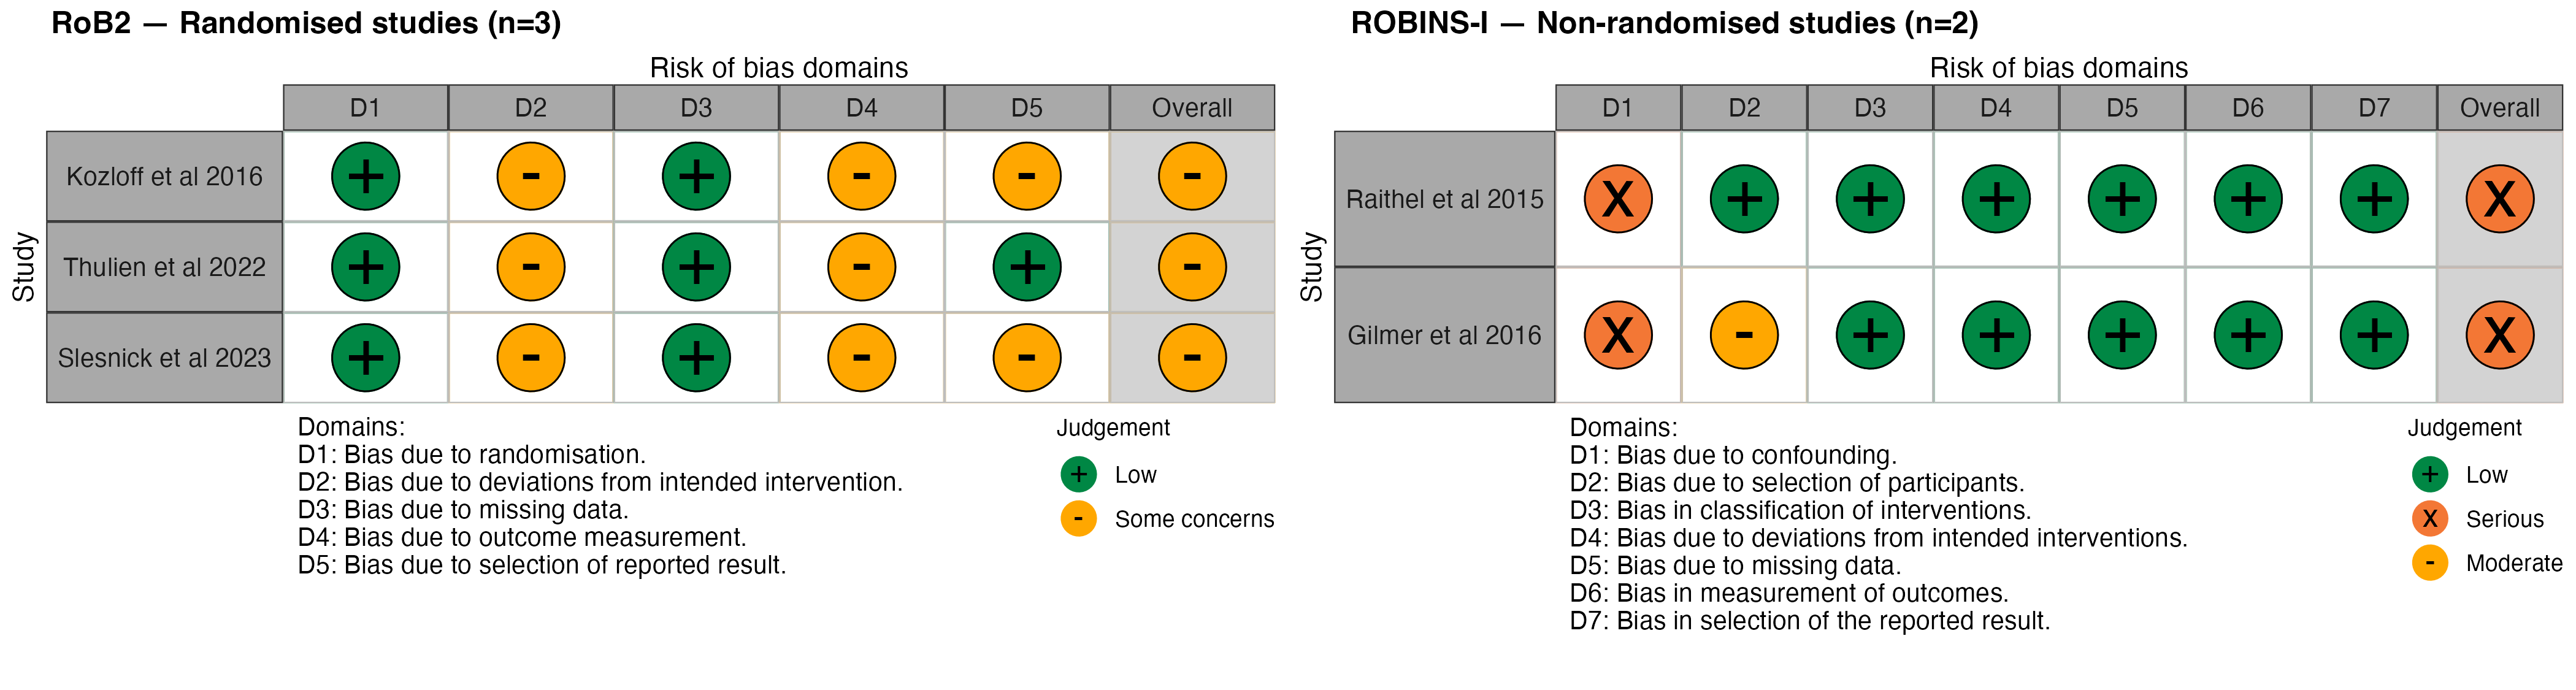 RoB2 — Randomised studies (n=3)
Risk of bias domains
D1 D2 D3 D4 D5 Overall
Study
Kozloff et al 2016 + - + - - -
Thulien et al 2022 + - + - + -
Slesnick et al 2023 + - + - - -
Domains:
D1: Bias due to randomisation.
D2: Bias due to deviations from intended intervention.
D3: Bias due to missing data.
D4: Bias due to outcome measurement.
D5: Bias due to selection of reported result.
Judgement
+ Low
- Some concerns
ROBINS-I — Non-randomised studies (n=2)
Risk of bias domains
D1 D2 D3 D4 D5 D6 D7 Overall
Study
Raithel et al 2015 X + + + + + + X
Gilmer et al 2016 X - + + + + + X
Domains:
D1: Bias due to confounding.
D2: Bias due to selection of participants.
D3: Bias in classification of interventions.
D4: Bias due to deviations from intended interventions.
D5: Bias due to missing data.
D6: Bias in measurement of outcomes.
D7: Bias in selection of the reported result.
Judgement
+ Low
X Serious
- Moderate